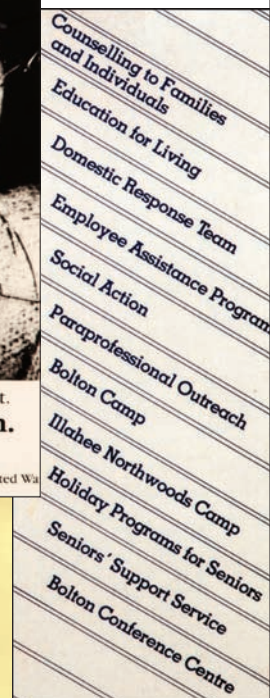 Counselling to Families
and Individuals
Education for Living
Domestic Response Team
Employee Assistance Program
Social Action
Paraprofessional Outreach
Bolton Camp
Illahee Northwoods Camp
Holiday Programs for Seniors
Seniors' Support Service
Bolton Conference Centre